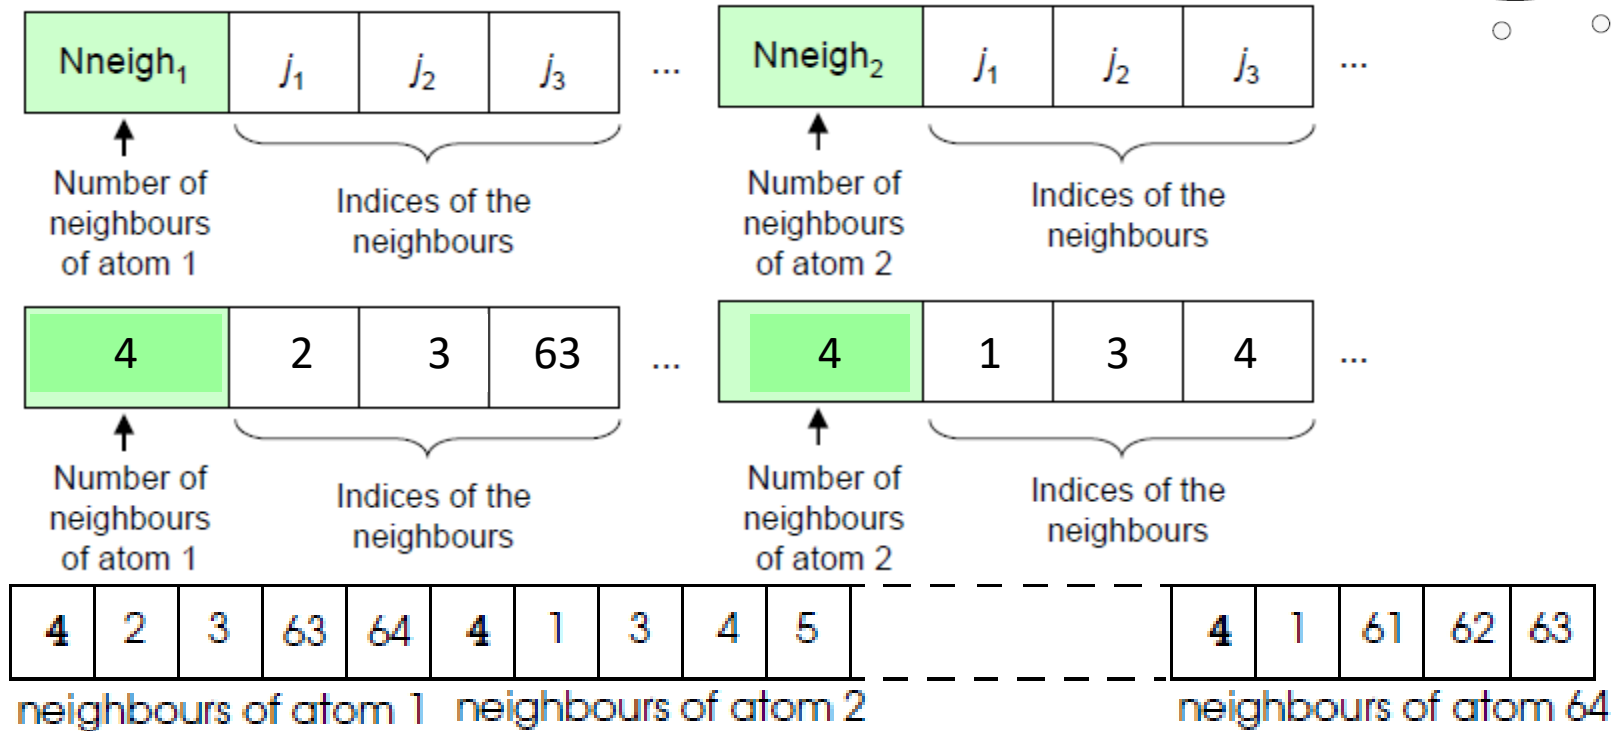 Nneigh₁ j₁ j₂ j₃ ... Nneigh₂ j₁ j₂ j₃ ...
Number of
neighbours
of atom 1
Indices of the
neighbours
Number of
neighbours
of atom 2
Indices of the
neighbours
4 2 3 63 ... 4 1 3 4 ...
Number of
neighbours
of atom 1
Indices of the
neighbours
Number of
neighbours
of atom 2
Indices of the
neighbours
4 2 3 63 64 4 1 3 4 5 4 1 61 62 63
neighbours of atom 1 neighbours of atom 2 neighbours of atom 64